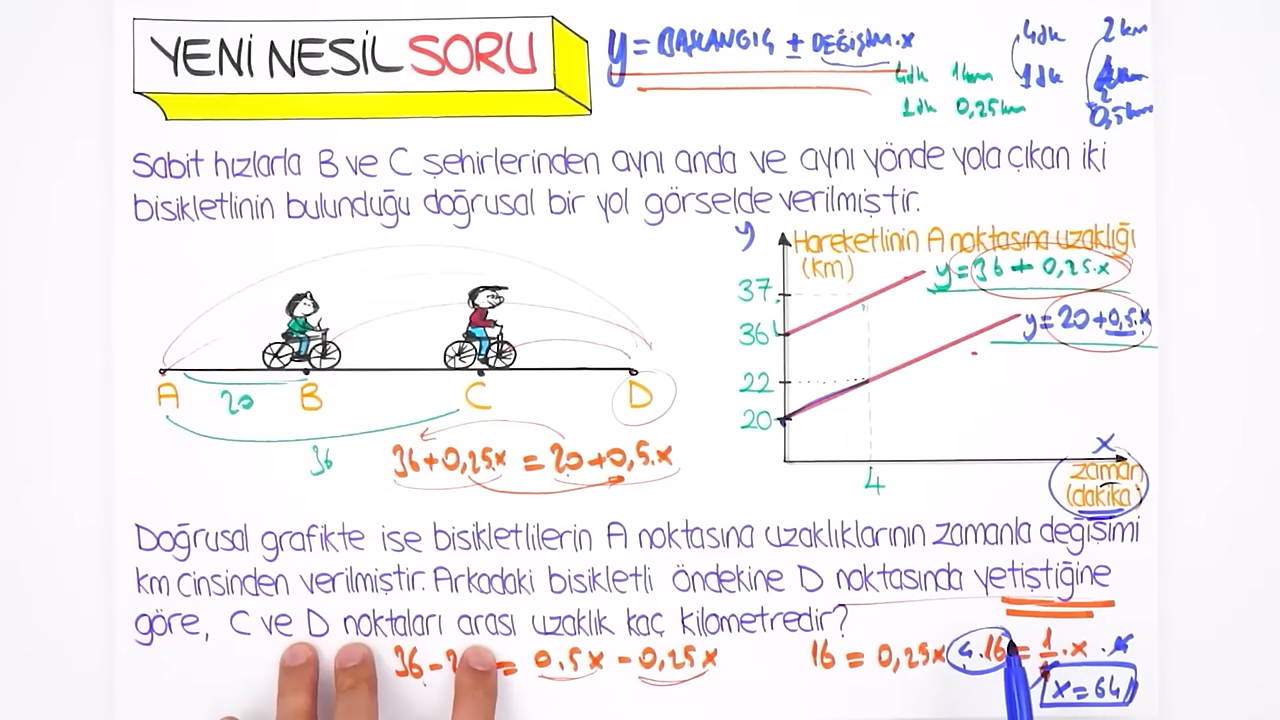 YENİ NESİL SORU
y = BAŞLANGIÇ ± DEĞİŞİM.x
4dk 1km
1dk 0,25km
4dk 2km
1dk
0,5km
Sabit hızlarla B ve C şehirlerinden aynı anda ve aynı yönde yola çıkan iki
bisikletlinin bulunduğu doğrusal bir yol görselde verilmiştir.
A B C D
20
36
36+0,25x = 20+0,5.x
y
Hareketlinin A noktasına uzaklığı
(km)
37
36
22
20
y=36+0,25.x
y=20+0,5.x
4
x
zaman
(dakika)
Doğrusal grafikte ise bisikletlilerin A noktasına uzaklıklarının zamanla değişimi
km cinsinden verilmiştir. Arkadaki bisikletli öndekine D noktasında yetiştiğine
göre, C ve D noktaları arası uzaklık kaç kilometredir?
36-2 = 0,5x - 0,25x
16 = 0,25x
4.16 = 1 .x
x=64